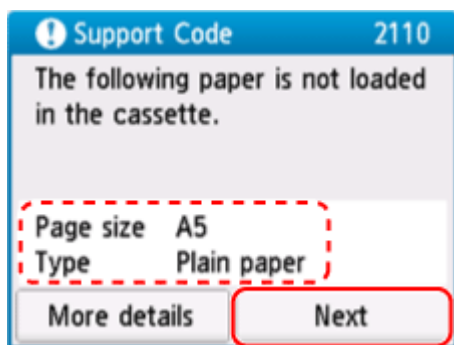 Support Code 2110
The following paper is not loaded
in the cassette.
Page size A5
Type Plain paper
More details Next